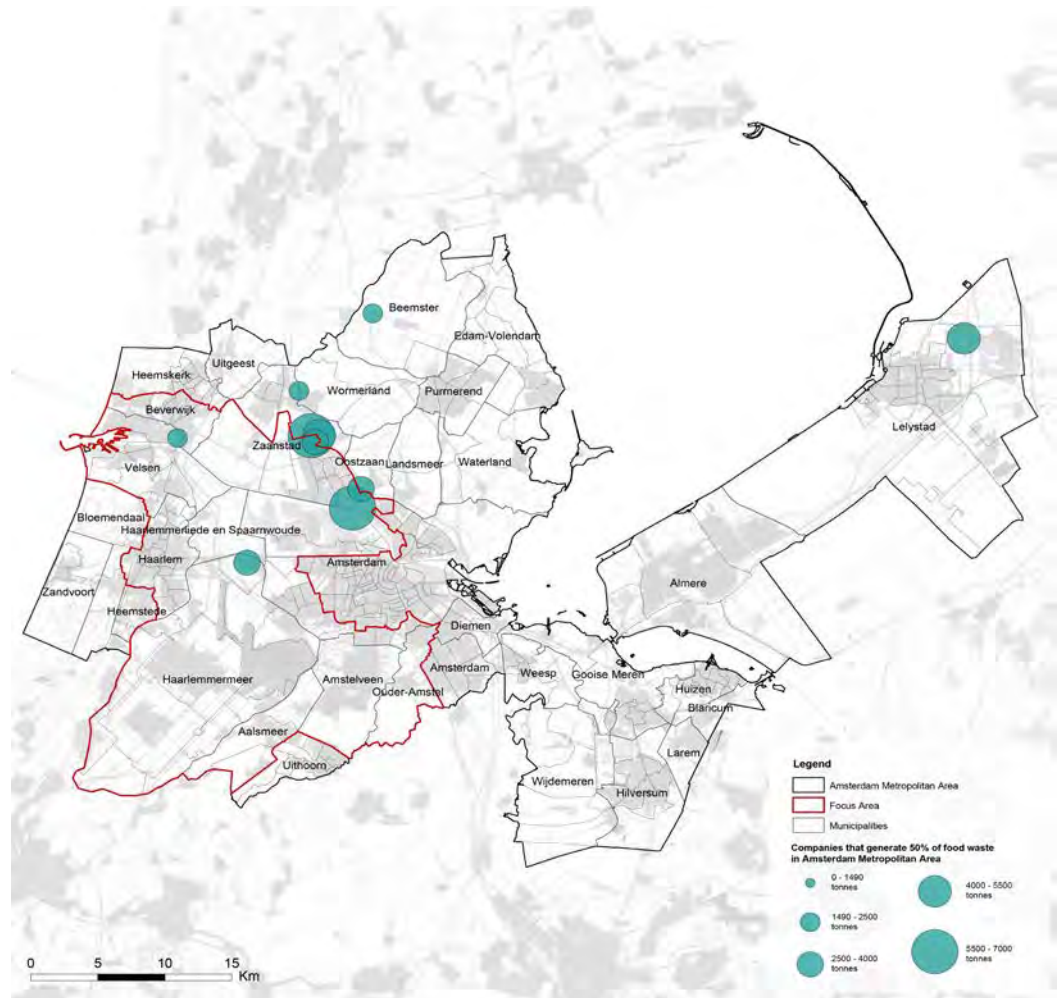 Beemster
Edam-Volendam
Uitgeest
Heemskerk
Wormerland
Purmerend
Beverwijk
Lelystad
Zaanstad
Oostzaan
Landsmeer
Waterland
Velsen
Bloemendaal
Haarlemmerliede en Spaarnwoude
Haarlem
Amsterdam
Almere
Zandvoort
Heemstede
Diemen
Amsterdam
Weesp
Gooise Meren
Haarlemmermeer
Amstelveen
Ouder-Amstel
Huizen
Blaricum
Aalsmeer
Larem
Uithoorn
Wijdemeren
Hilversum
Legend
Amsterdam Metropolitan Area
Focus Area
Municipalities
Companies that generate 50% of food waste
in Amsterdam Metropolitan Area
0 - 1490
tonnes
1490 - 2500
tonnes
2500 - 4000
tonnes
4000 - 5500
tonnes
5500 - 7000
tonnes
0 5 10 15
Km